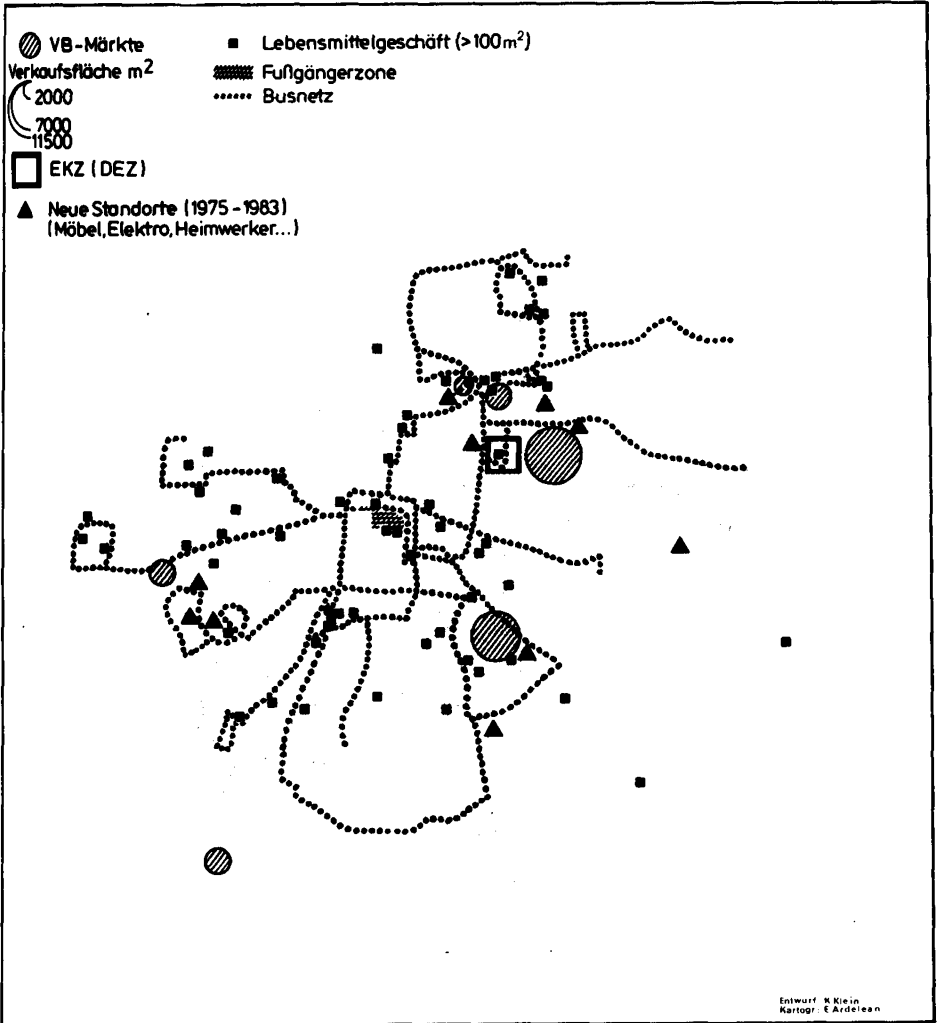 VB-Märkte
Verkaufsfläche m²
2000
7000
11500
EKZ (DEZ)
Neue Standorte (1975-1983)
(Möbel,Elektro,Heimwerker...)
Lebensmittelgeschäft (>100m²)
Fußgängerzone
Busnetz
Entwurf K Klein
Kartogr: E Ardelean